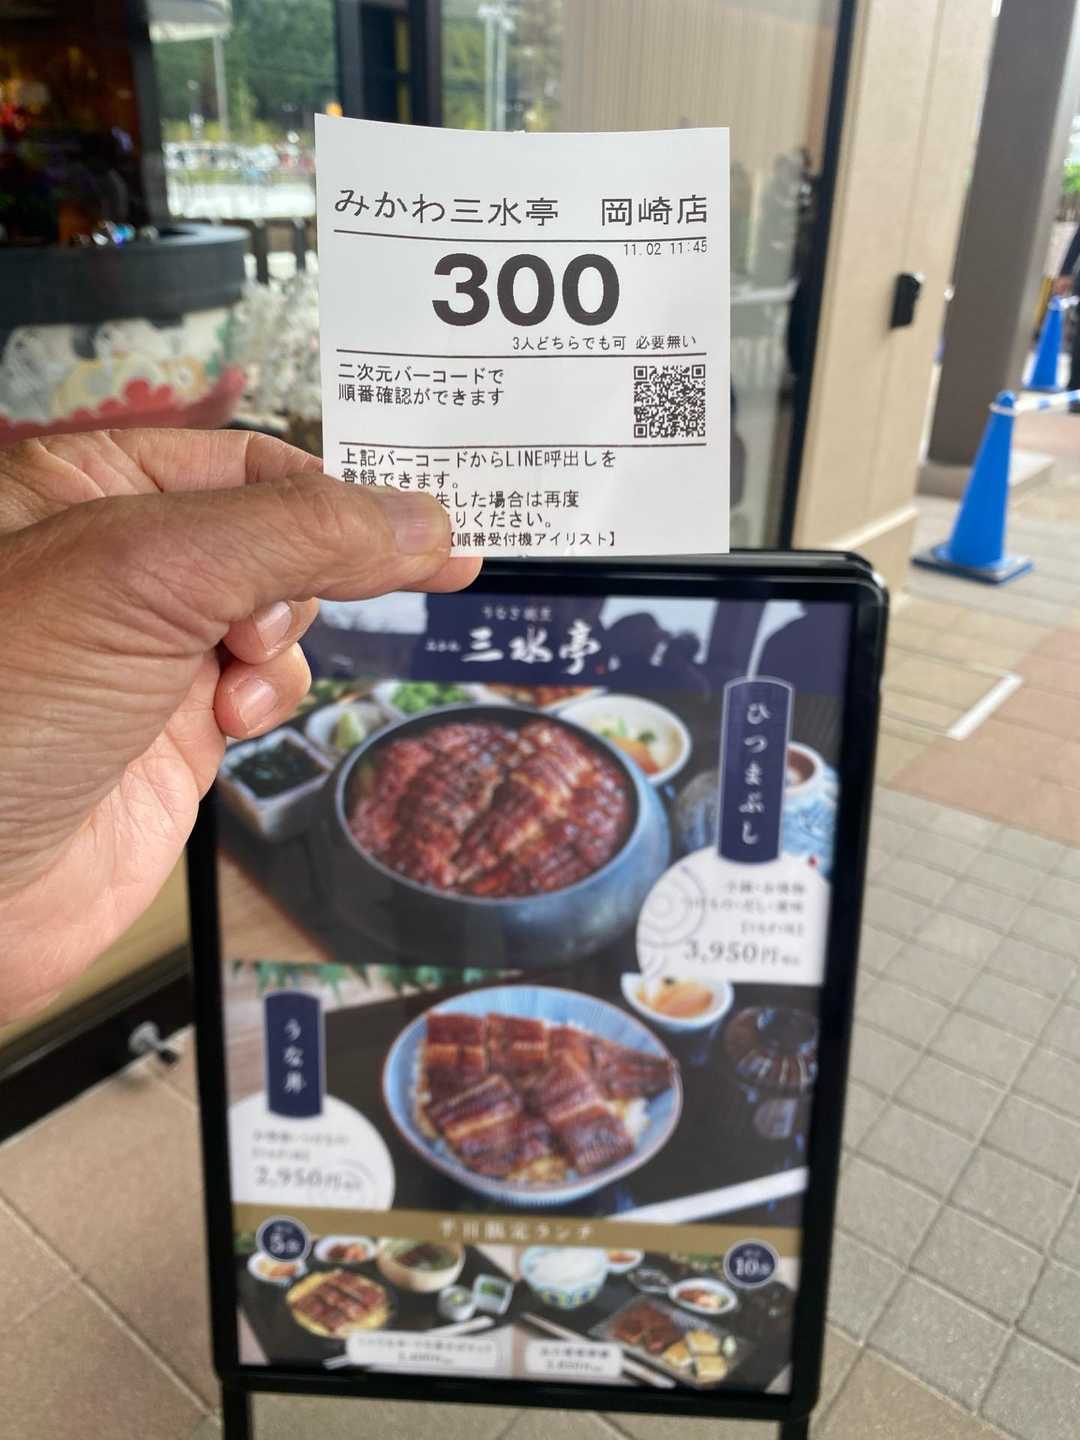 みかわ三水亭　岡崎店
11.02 11:45
300
3人どちらでも可 必要無い
二次元バーコードで
順番確認ができます
上記バーコードからLINE呼出しを
登録できます。
失した場合は再度
りください。
【順番受付機アイリスト】
三水亭
ひつまぶし
3,950円
うな丼
2,950円
平日限定ランチ
5食
10食